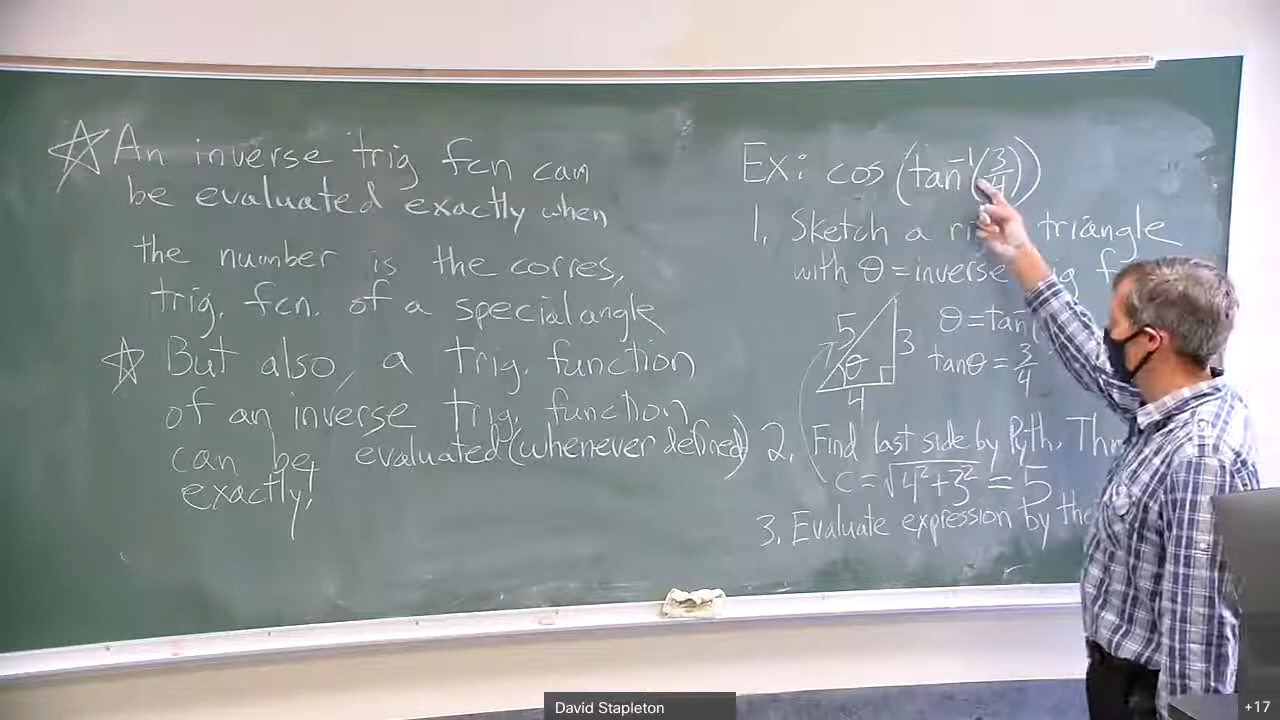 ☆ An inverse trig fcn can
be evaluated exactly when
the number is the corres,
trig. fcn. of a special angle
☆ But also, a trig. function
of an inverse trig. function
can be evaluated (whenever defined)
exactly.
Ex: cos (tan⁻¹(3/4))
1. Sketch a triangle
with θ = inverse
5
3
θ
4
θ = tan⁻
tanθ = 3/4
2. Find last side by Pyth. Thm
c = √4²+3² = 5
3. Evaluate expression by the
David Stapleton
+17